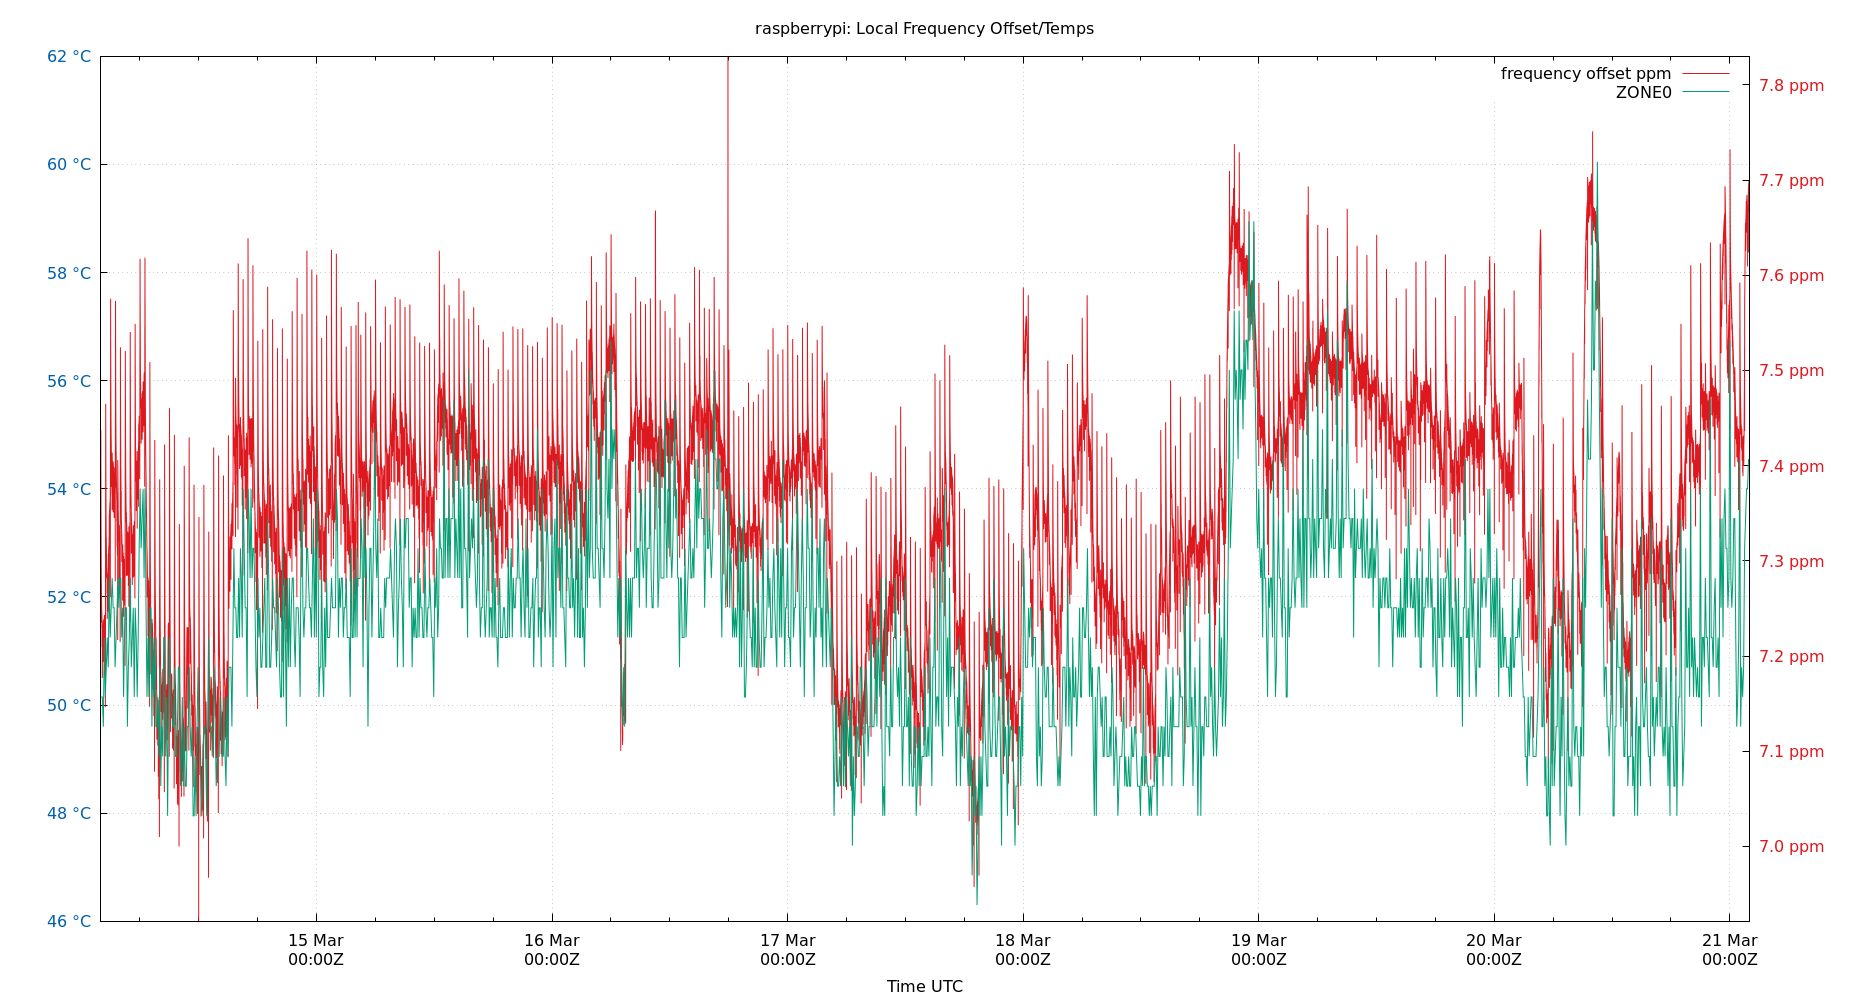 raspberrypi: Local Frequency Offset/Temps
62 °C
60 °C
58 °C
56 °C
54 °C
52 °C
50 °C
48 °C
46 °C
frequency offset ppm
ZONE0
7.8 ppm
7.7 ppm
7.6 ppm
7.5 ppm
7.4 ppm
7.3 ppm
7.2 ppm
7.1 ppm
7.0 ppm
15 Mar
00:00Z
16 Mar
00:00Z
17 Mar
00:00Z
18 Mar
00:00Z
19 Mar
00:00Z
20 Mar
00:00Z
21 Mar
00:00Z
Time UTC